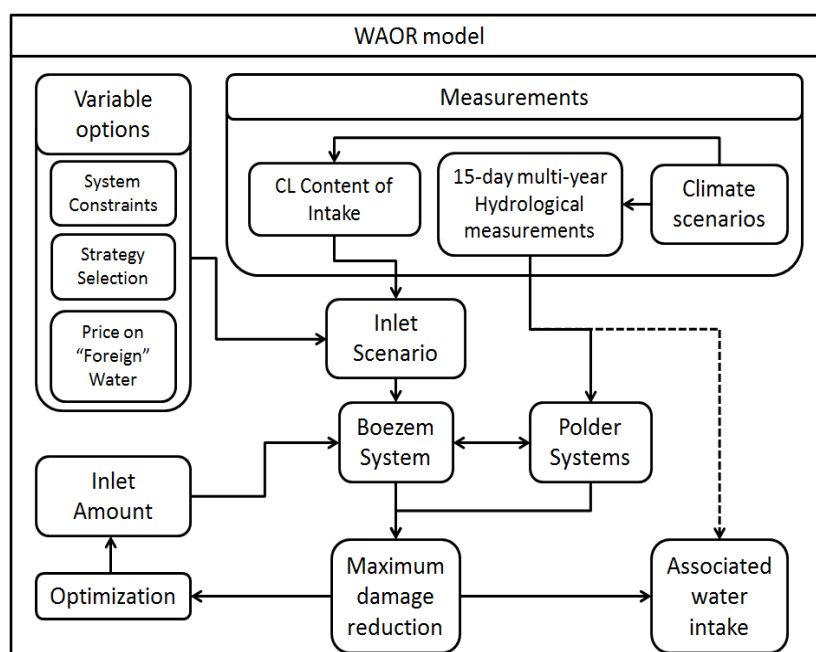 WAOR model
Variable
options
System
Constraints
Strategy
Selection
Price on
“Foreign”
Water
Measurements
CL Content of
Intake
15-day multi-year
Hydrological
measurements
Climate
scenarios
Inlet
Scenario
Boezem
System
Polder
Systems
Inlet
Amount
Optimization
Maximum
damage
reduction
Associated
water
intake